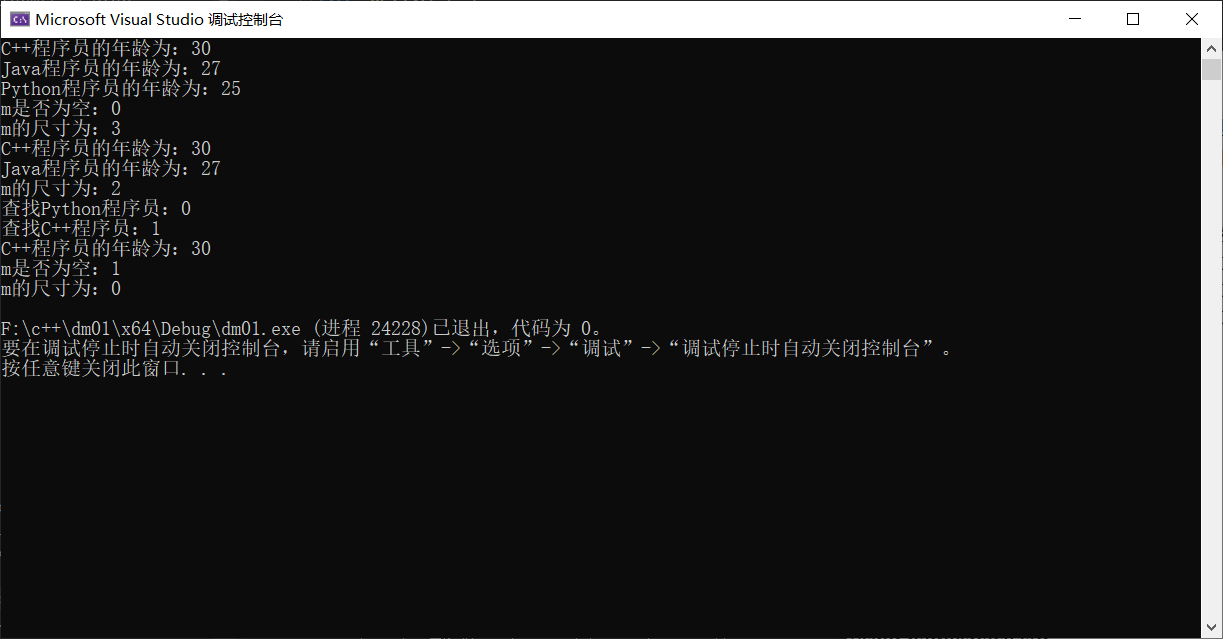 Microsoft Visual Studio 调试控制台
C++程序员的年龄为：30
Java程序员的年龄为：27
Python程序员的年龄为：25
m是否为空：0
m的尺寸为：3
C++程序员的年龄为：30
Java程序员的年龄为：27
m的尺寸为：2
查找Python程序员：0
查找C++程序员：1
C++程序员的年龄为：30
m是否为空：1
m的尺寸为：0
F:\c++\dm01\x64\Debug\dm01.exe (进程 24228)已退出，代码为 0。
要在调试停止时自动关闭控制台，请启用“工具”->“选项”->“调试”->“调试停止时自动关闭控制台”。
按任意键关闭此窗口. . .